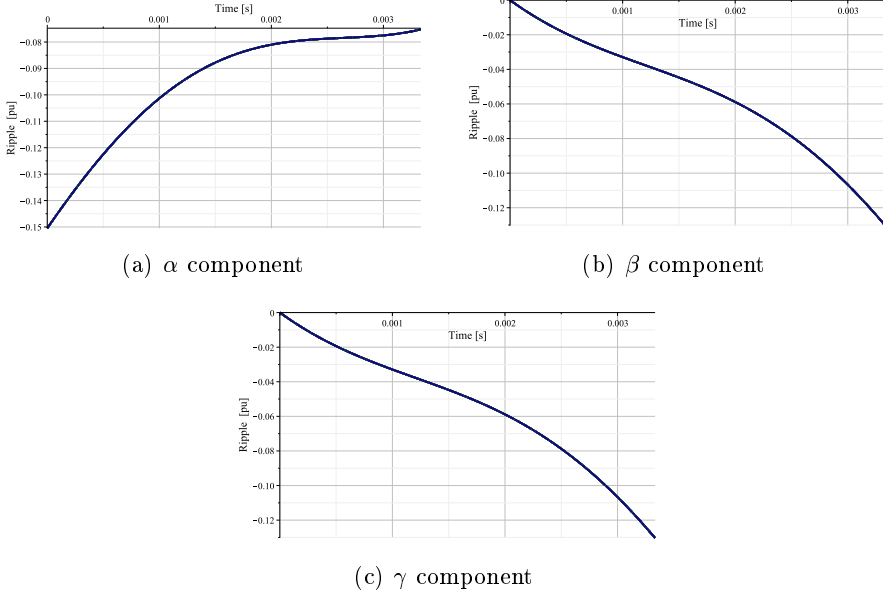 Time [s]
0 0.001 0.002 0.003
−0.08
−0.09
−0.10
−0.11
−0.12
−0.13
−0.14
−0.15
Ripple [pu]
(a) α component
0 0.001 0.002 0.003
Time [s]
−0.02
−0.04
−0.06
−0.08
−0.10
−0.12
Ripple [pu]
(b) β component
0
0.001 0.002 0.003
Time [s]
−0.02
−0.04
−0.06
−0.08
−0.10
−0.12
Ripple [pu]
(c) γ component